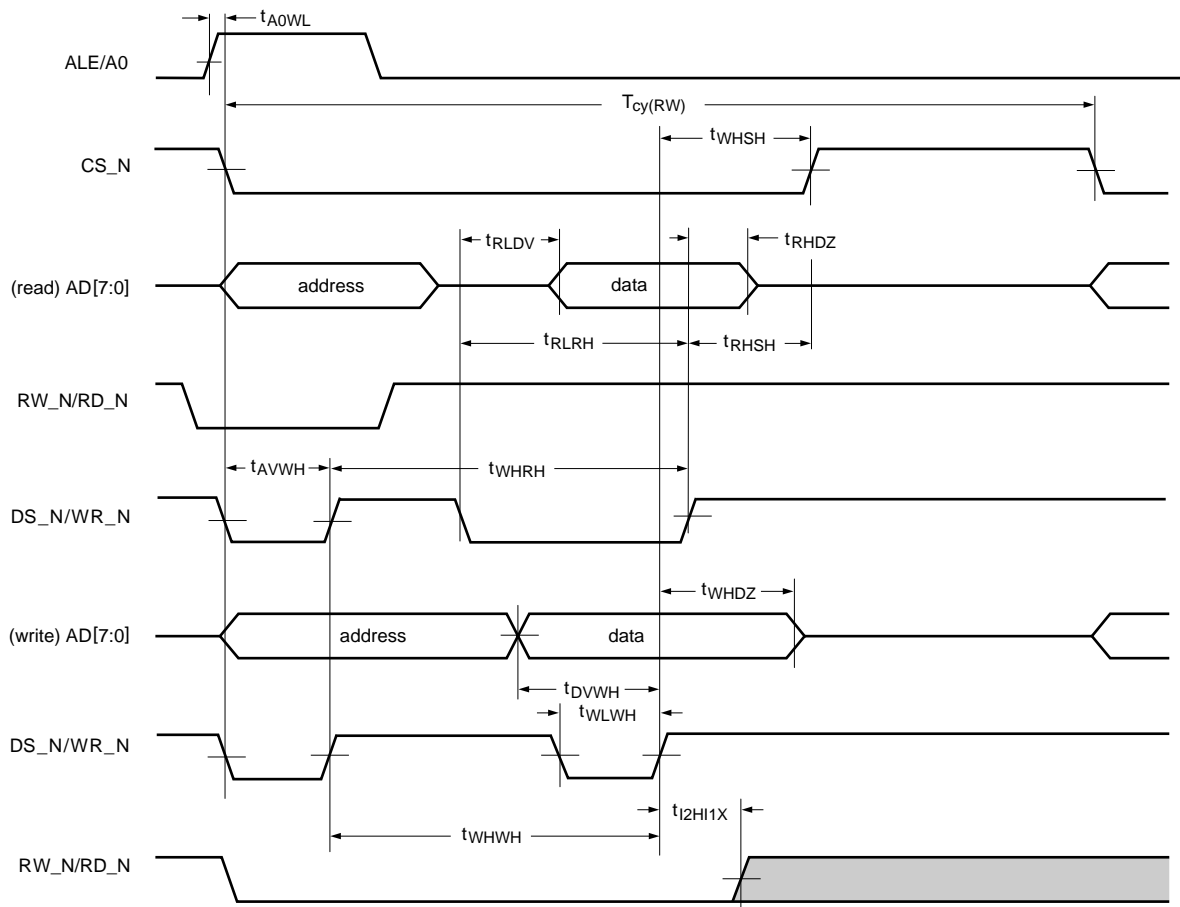 tA0WL
ALE/A0
Tcy(RW)
tWHSH
CS_N
tRLDV
tRHDZ
(read) AD[7:0]
address
data
tRLRH
tRHSH
RW_N/RD_N
tAVWH
tWHRH
DS_N/WR_N
tWHDZ
(write) AD[7:0]
address
data
tDVWH
tWLWH
DS_N/WR_N
tI2HI1X
tWHWH
RW_N/RD_N